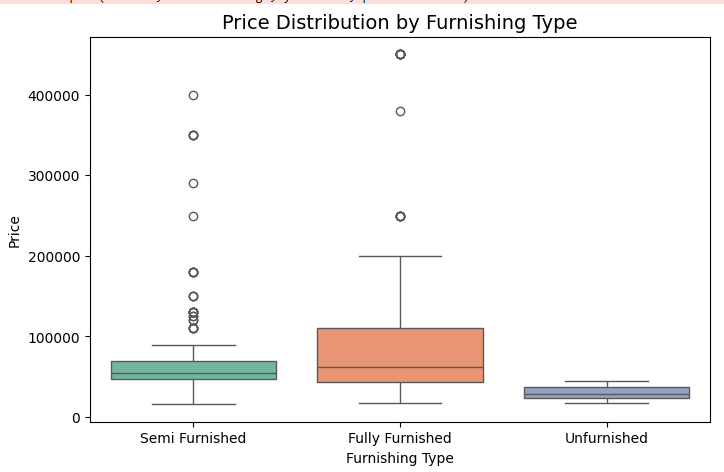 Price Distribution by Furnishing Type
400000
300000
200000
100000
0
Price
Semi Furnished
Fully Furnished
Unfurnished
Furnishing Type